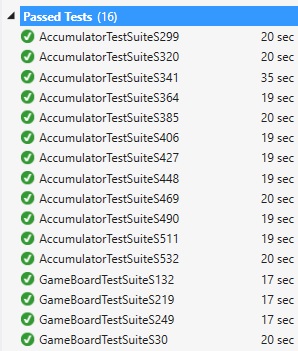 Passed Tests (16)
AccumulatorTestSuiteS299 20 sec
AccumulatorTestSuiteS320 20 sec
AccumulatorTestSuiteS341 35 sec
AccumulatorTestSuiteS364 19 sec
AccumulatorTestSuiteS385 20 sec
AccumulatorTestSuiteS406 19 sec
AccumulatorTestSuiteS427 19 sec
AccumulatorTestSuiteS448 19 sec
AccumulatorTestSuiteS469 20 sec
AccumulatorTestSuiteS490 19 sec
AccumulatorTestSuiteS511 19 sec
AccumulatorTestSuiteS532 20 sec
GameBoardTestSuiteS132 17 sec
GameBoardTestSuiteS219 17 sec
GameBoardTestSuiteS249 17 sec
GameBoardTestSuiteS30 20 sec